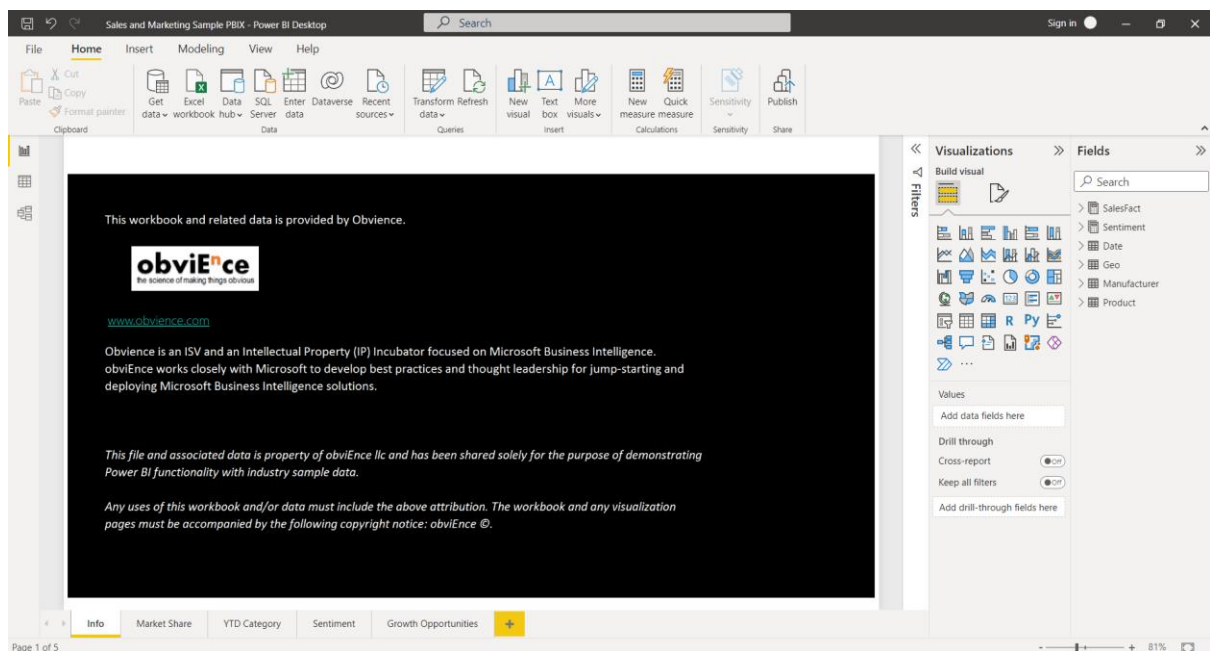 Sales and Marketing Sample PBIX - Power BI Desktop
Search
Sign in
File Home Insert Modeling View Help
Paste
Cut
Copy
Format painter
Clipboard
Get data
Excel workbook
Data hub
SQL Server
Enter data
Dataverse
Recent sources
Data
Transform data
Refresh
Queries
New visual
Text box
More visuals
Insert
New measure
Quick measure
Calculations
Sensitivity
Sensitivity
Publish
Share
This workbook and related data is provided by Obvience.
obviEnce
the science of making things obvious
www.obvience.com
Obvience is an ISV and an Intellectual Property (IP) Incubator focused on Microsoft Business Intelligence.
obviEnce works closely with Microsoft to develop best practices and thought leadership for jump-starting and
deploying Microsoft Business Intelligence solutions.
This file and associated data is property of obviEnce llc and has been shared solely for the purpose of demonstrating
Power BI functionality with industry sample data.
Any uses of this workbook and/or data must include the above attribution. The workbook and any visualization
pages must be accompanied by the following copyright notice: obviEnce ©.
Filters
Visualizations
Build visual
R Py
123
Values
Add data fields here
Drill through
Cross-report
Off
Keep all filters
Off
Add drill-through fields here
Fields
Search
SalesFact
Sentiment
Date
Geo
Manufacturer
Product
Info Market Share YTD Category Sentiment Growth Opportunities +
Page 1 of 5
- + 81%